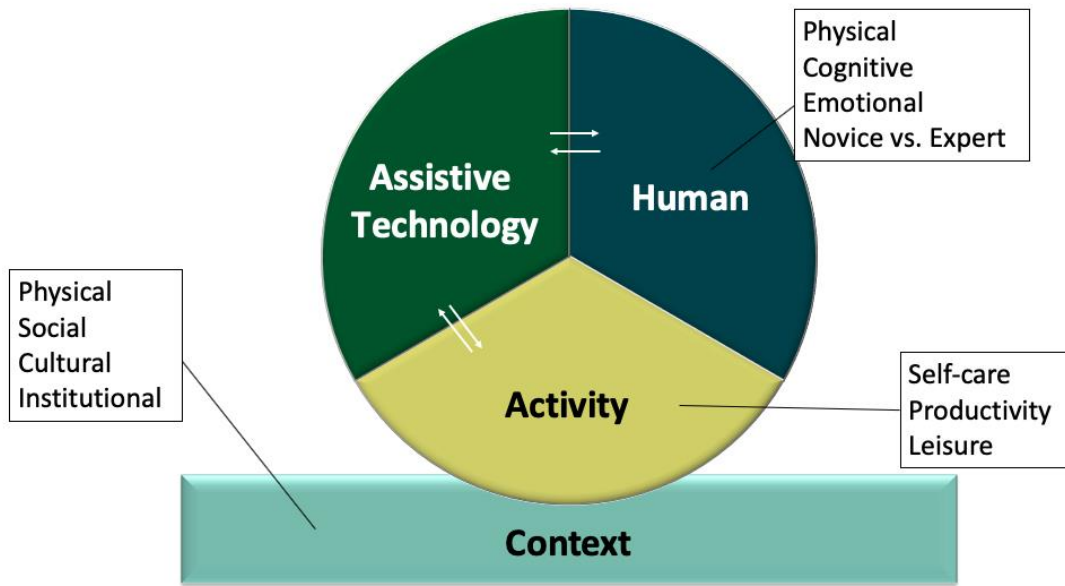 Physical
Cognitive
Emotional
Novice vs. Expert
Assistive
Technology
Human
Physical
Social
Cultural
Institutional
Activity
Self-care
Productivity
Leisure
Context